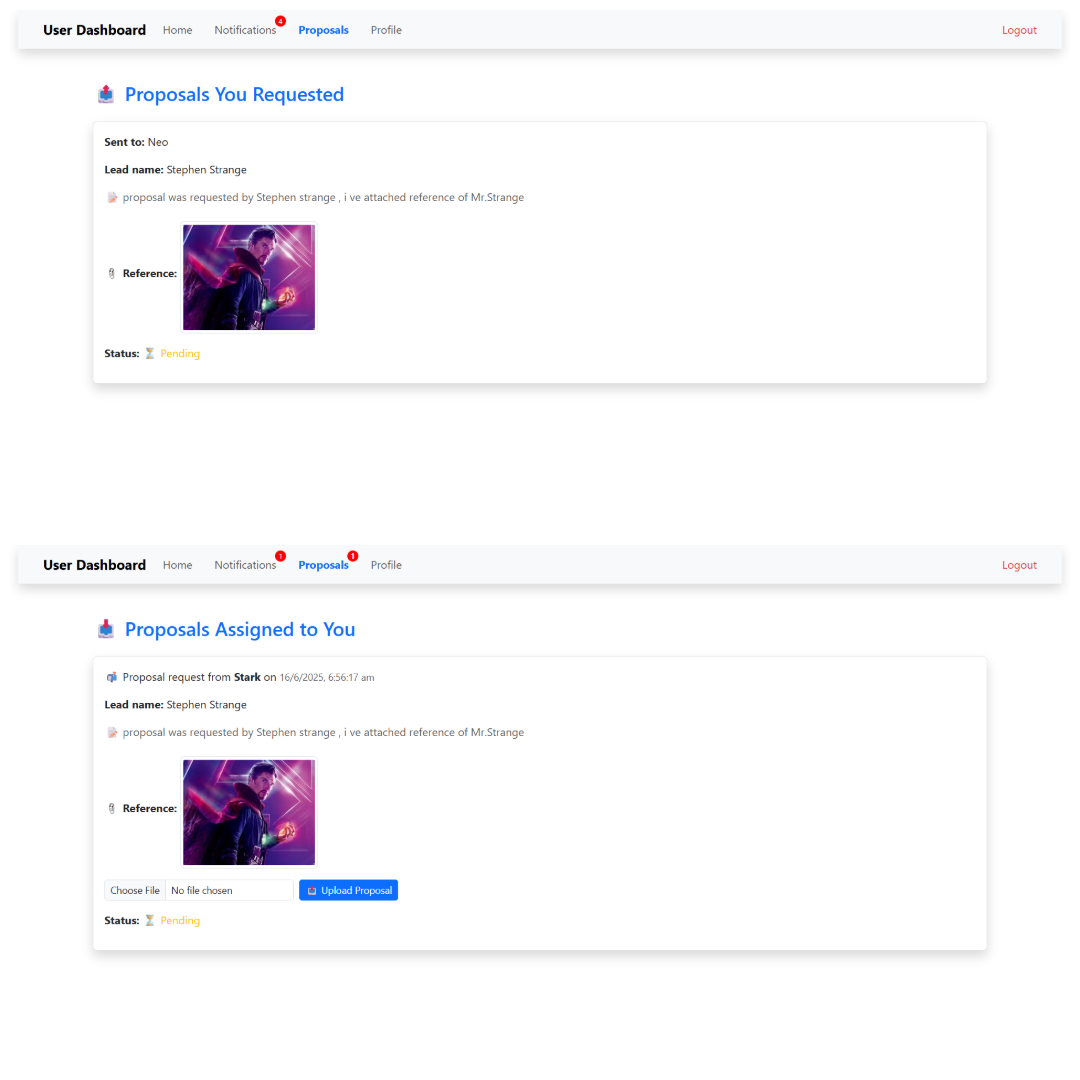 User Dashboard Home Notifications 4 Proposals Profile Logout
📤 Proposals You Requested
Sent to: Neo
Lead name: Stephen Strange
📝 proposal was requested by Stephen strange , i ve attached reference of Mr.Strange
📎 Reference:
Status: ⏳ Pending
User Dashboard Home Notifications 1 Proposals 1 Profile Logout
📥 Proposals Assigned to You
📬 Proposal request from Stark on 16/6/2025, 6:56:17 am
Lead name: Stephen Strange
📝 proposal was requested by Stephen strange , i ve attached reference of Mr.Strange
📎 Reference:
Choose File No file chosen 📤 Upload Proposal
Status: ⏳ Pending